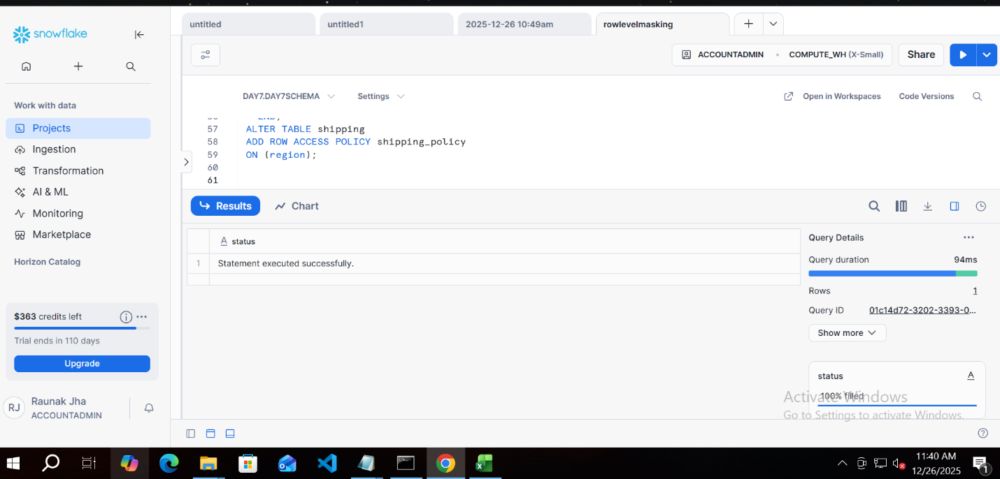 snowflake
untitled
untitled1
2025-12-26 10:49am
rowlevelmasking
ACCOUNTADMIN
COMPUTE_WH (X-Small)
Share
DAY7.DAY7SCHEMA
Settings
Open in Workspaces
Code Versions
57 ALTER TABLE shipping
58 ADD ROW ACCESS POLICY shipping_policy
59 ON (region);
60
61
Work with data
Projects
Ingestion
Transformation
AI & ML
Monitoring
Marketplace
Horizon Catalog
$363 credits left
Trial ends in 110 days
Upgrade
RJ
Raunak Jha
ACCOUNTADMIN
Results
Chart
A status
1 Statement executed successfully.
Query Details
Query duration 94ms
Rows 1
Query ID 01c14d72-3202-3393-0...
Show more
status A
100% filled
Activate Windows
Go to Settings to activate Windows.
11:40 AM
12/26/2025
1